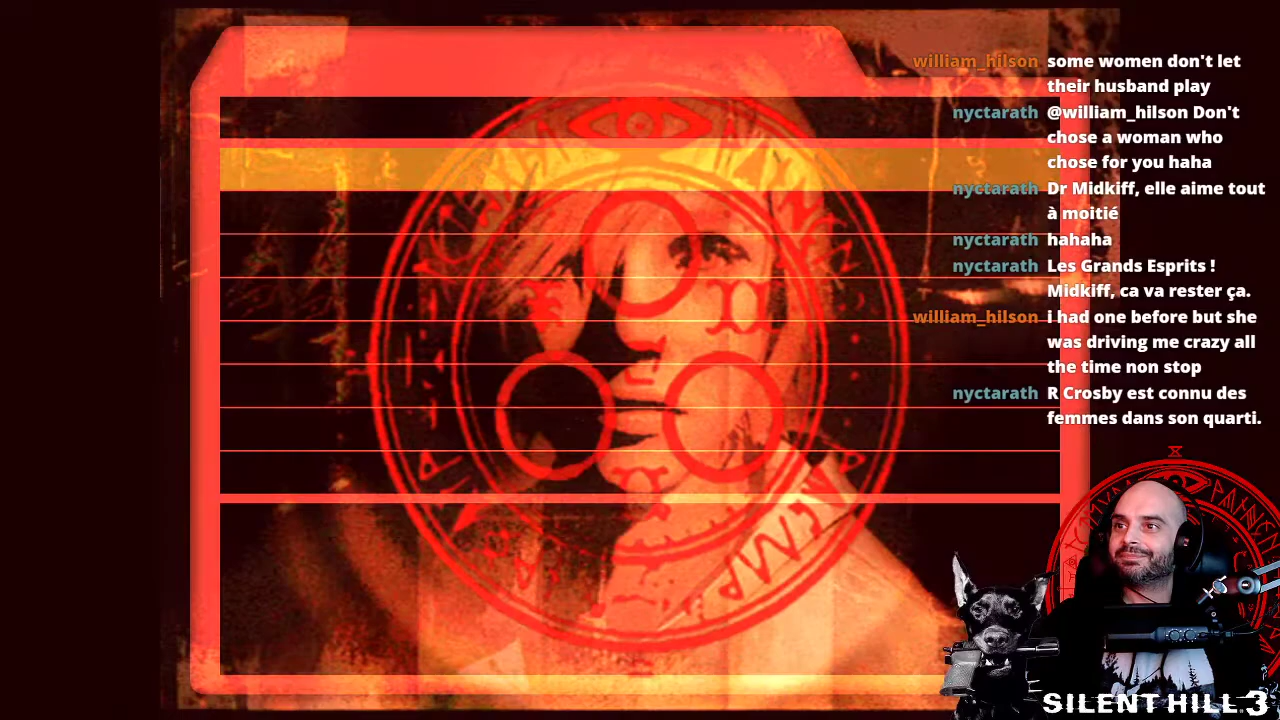 william_hilson some women don't let
their husband play
nyctarath @william_hilson Don't
chose a woman who
chose for you haha
nyctarath Dr Midkiff, elle aime tout
à moitié
nyctarath hahaha
nyctarath Les Grands Esprits !
Midkiff, ca va rester ça.
william_hilson i had one before but she
was driving me crazy all
the time non stop
nyctarath R Crosby est connu des
femmes dans son quarti.
SILENT HILL 3